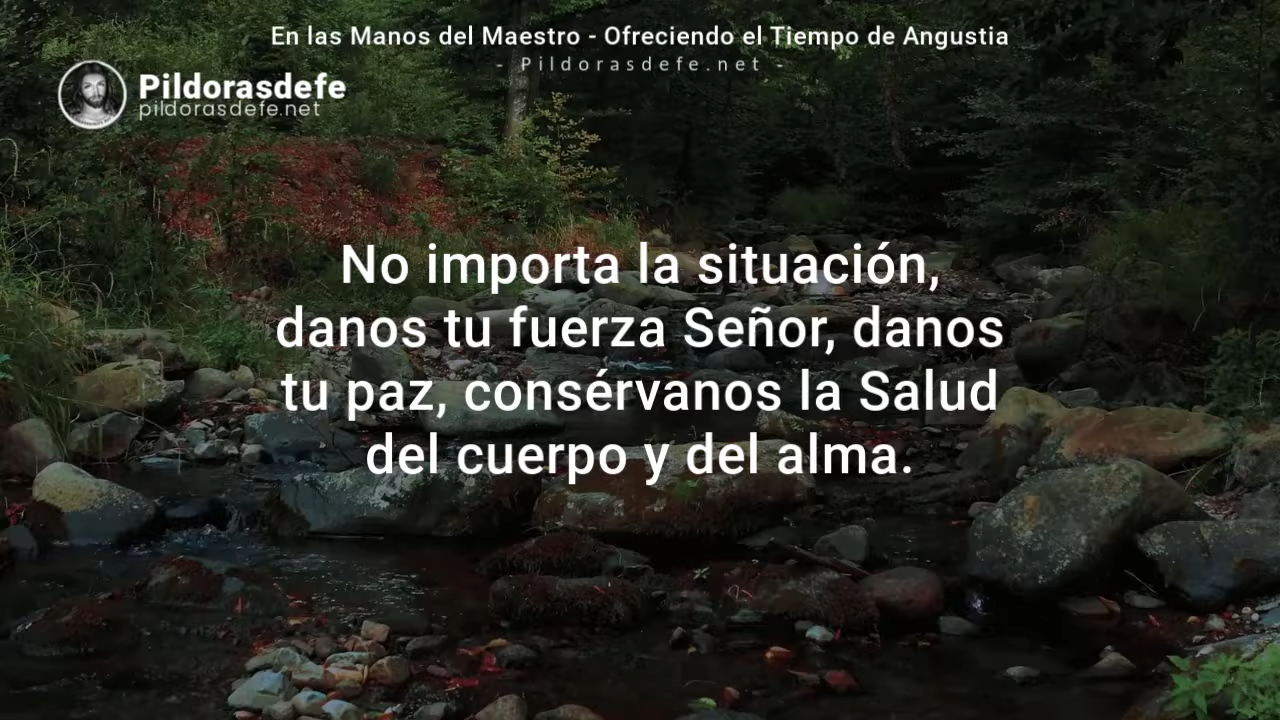 En las Manos del Maestro - Ofreciendo el Tiempo de Angustia
- Pildorasdefe.net -
Pildorasdefe
pildorasdefe.net
No importa la situación,
danos tu fuerza Señor, danos
tu paz, consérvanos la Salud
del cuerpo y del alma.